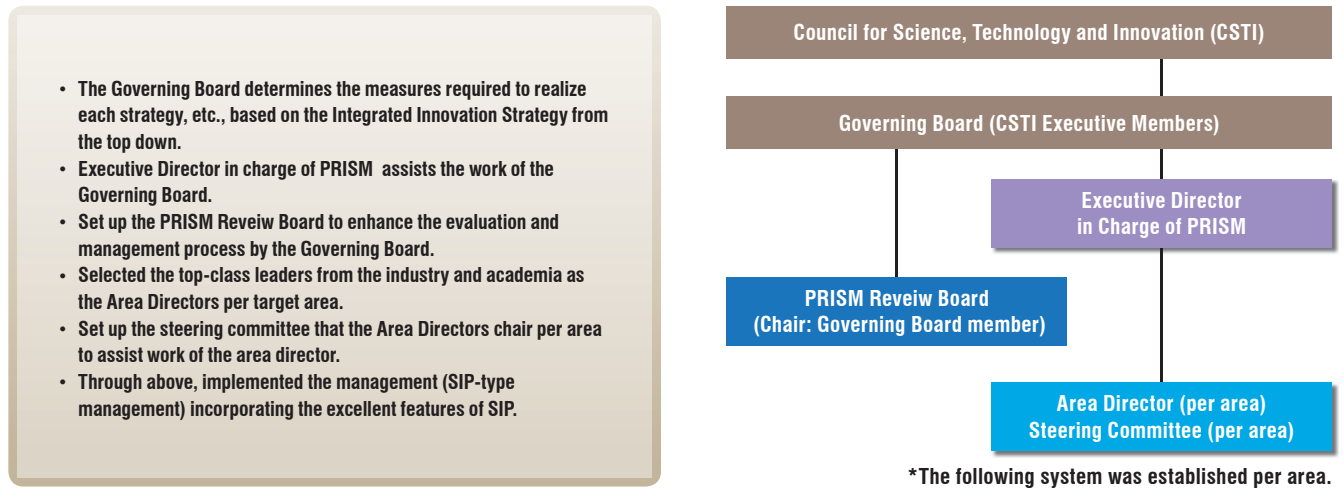 • The Governing Board determines the measures required to realize
each strategy, etc., based on the Integrated Innovation Strategy from
the top down.
• Executive Director in charge of PRISM assists the work of the
Governing Board.
• Set up the PRISM Reveiw Board to enhance the evaluation and
management process by the Governing Board.
• Selected the top-class leaders from the industry and academia as
the Area Directors per target area.
• Set up the steering committee that the Area Directors chair per area
to assist work of the area director.
• Through above, implemented the management (SIP-type
management) incorporating the excellent features of SIP.
Council for Science, Technology and Innovation (CSTI)
Governing Board (CSTI Executive Members)
Executive Director
in Charge of PRISM
PRISM Reveiw Board
(Chair: Governing Board member)
Area Director (per area)
Steering Committee (per area)
*The following system was established per area.